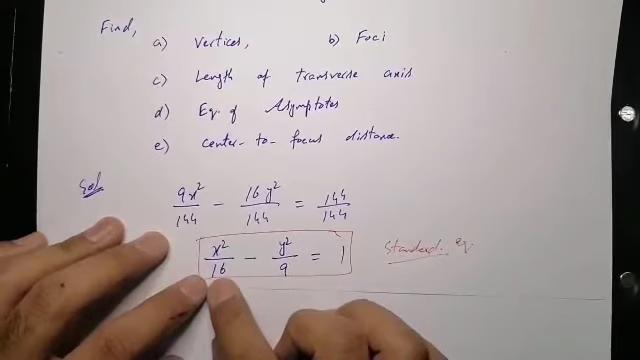 Find,
a) Vertices, b) Foci
c) Length of transverse axis
d) Eq. of Asymptotes
e) center-to-focus distance.
Sol
9x²/144 - 16y²/144 = 144/144
x²/16 - y²/9 = 1 Standard. eq.